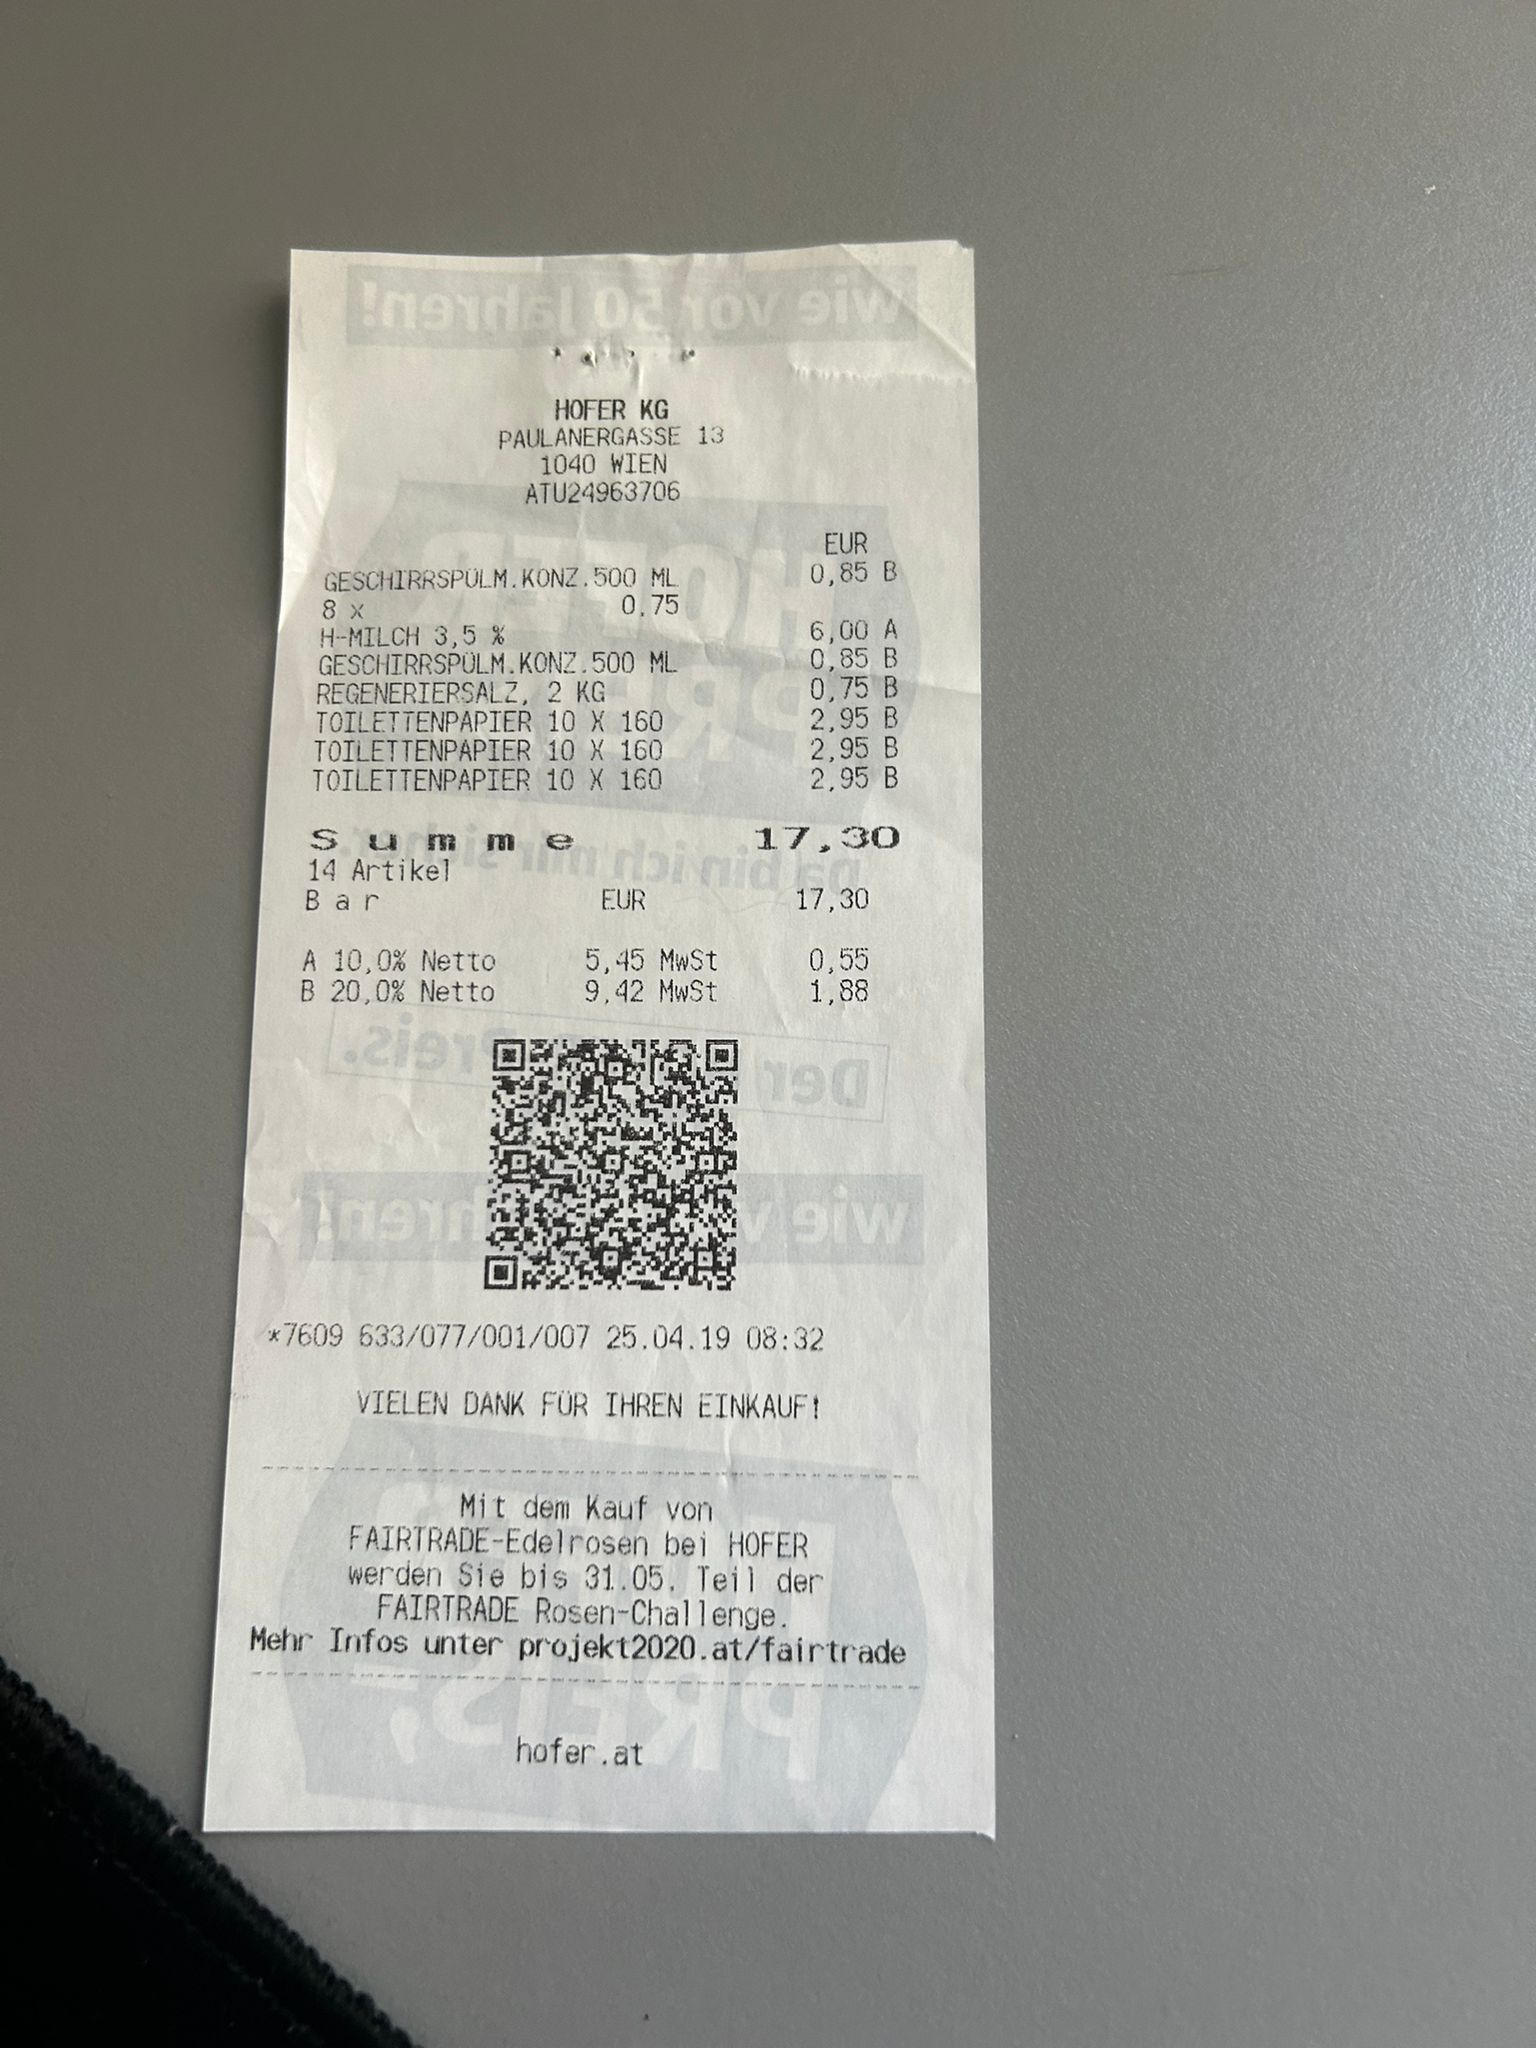 wie vor 50 Jahren!
HOFER KG
PAULANERGASSE 13
1040 WIEN
ATU24963706
EUR
GESCHIRRSPÜLM.KONZ.500 ML 0,85 B
8 x 0,75
H-MILCH 3,5 % 6,00 A
GESCHIRRSPÜLM.KONZ.500 ML 0,85 B
REGENERIERSALZ, 2 KG 0,75 B
TOILETTENPAPIER 10 X 160 2,95 B
TOILETTENPAPIER 10 X 160 2,95 B
TOILETTENPAPIER 10 X 160 2,95 B
Summe 17,30
14 Artikel
Bar EUR 17,30
A 10,0% Netto 5,45 MwSt 0,55
B 20,0% Netto 9,42 MwSt 1,88
*7609 633/077/001/007 25.04.19 08:32
VIELEN DANK FÜR IHREN EINKAUF!
Mit dem Kauf von
FAIRTRADE-Edelrosen bei HOFER
werden Sie bis 31.05. Teil der
FAIRTRADE Rosen-Challenge.
Mehr Infos unter projekt2020.at/fairtrade
hofer.at